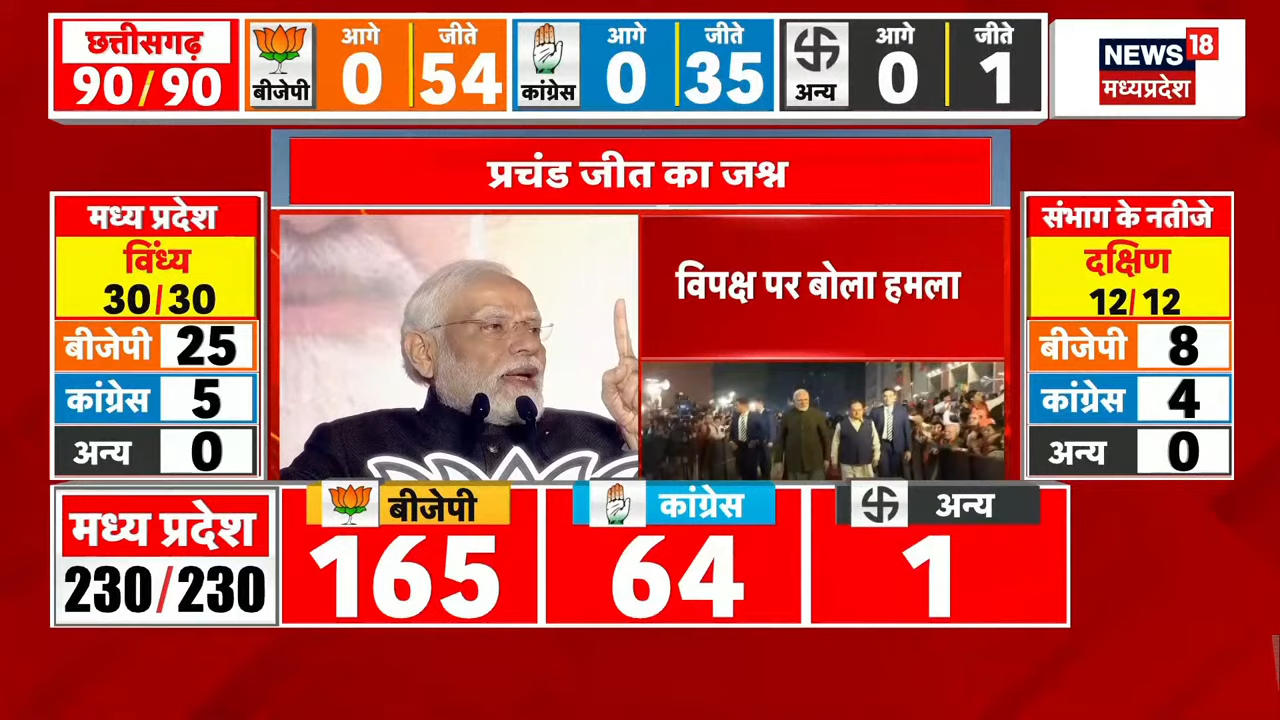 छत्तीसगढ़
90/90
बीजेपी
आगे
0
जीते
54
कांग्रेस
आगे
0
जीते
35
अन्य
आगे
0
जीते
1
NEWS 18
मध्यप्रदेश
प्रचंड जीत का जश्न
मध्य प्रदेश
विंध्य
30/30
बीजेपी 25
कांग्रेस 5
अन्य 0
विपक्ष पर बोला हमला
संभाग के नतीजे
दक्षिण
12/12
बीजेपी 8
कांग्रेस 4
अन्य 0
मध्य प्रदेश
230/230
बीजेपी
165
कांग्रेस
64
अन्य
1